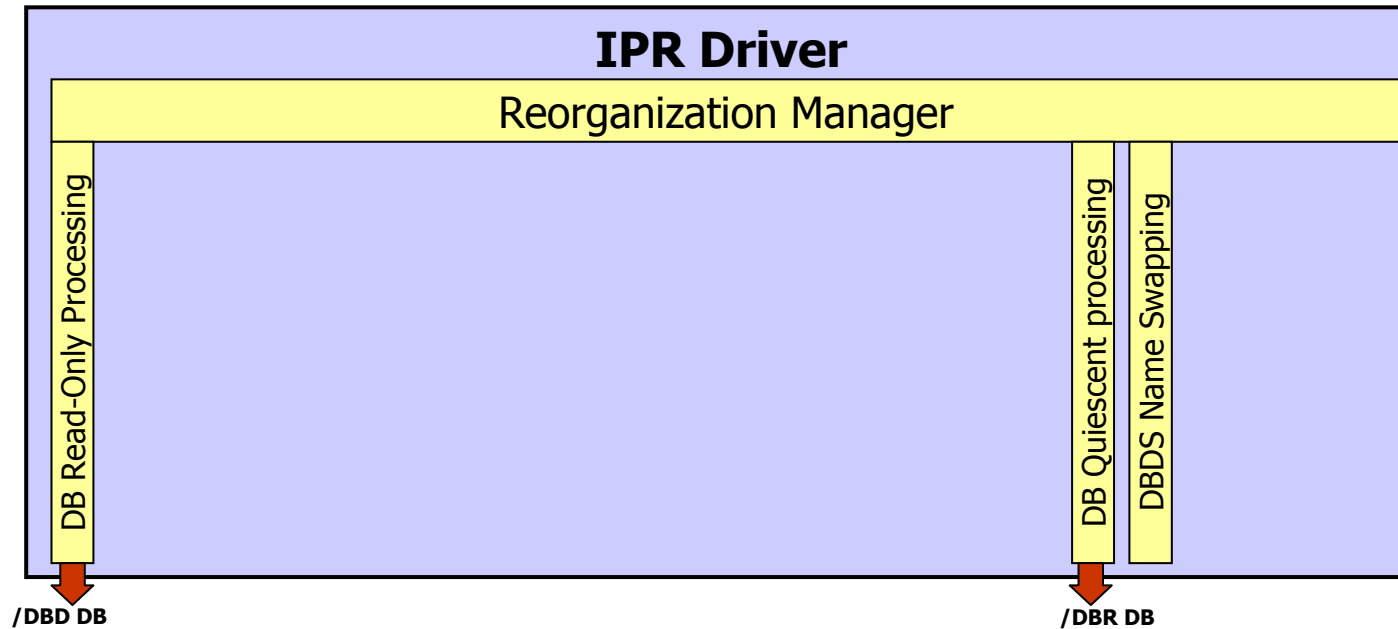 IPR Driver
Reorganization Manager
DB Read-Only Processing
DB Quiescent processing
DBDS Name Swapping
/DBD DB
/DBR DB